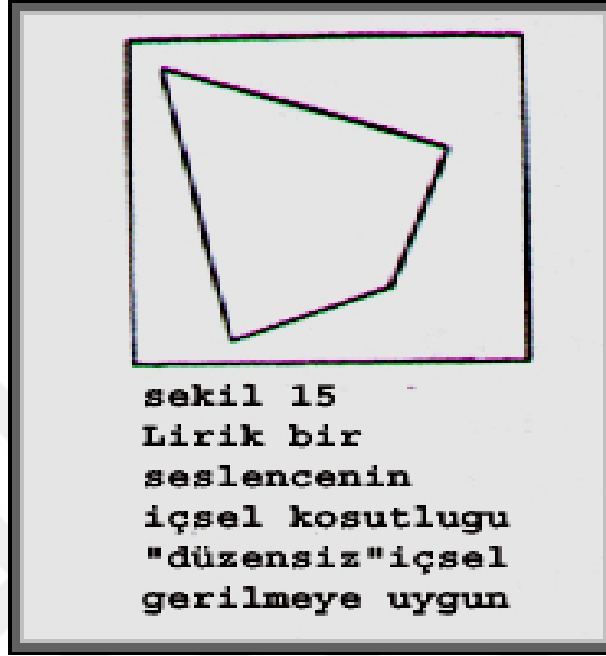 sekil 15
Lirik bir
seslencenin
içsel kosutlugu
"düzensiz"içsel
gerilmeye uygun